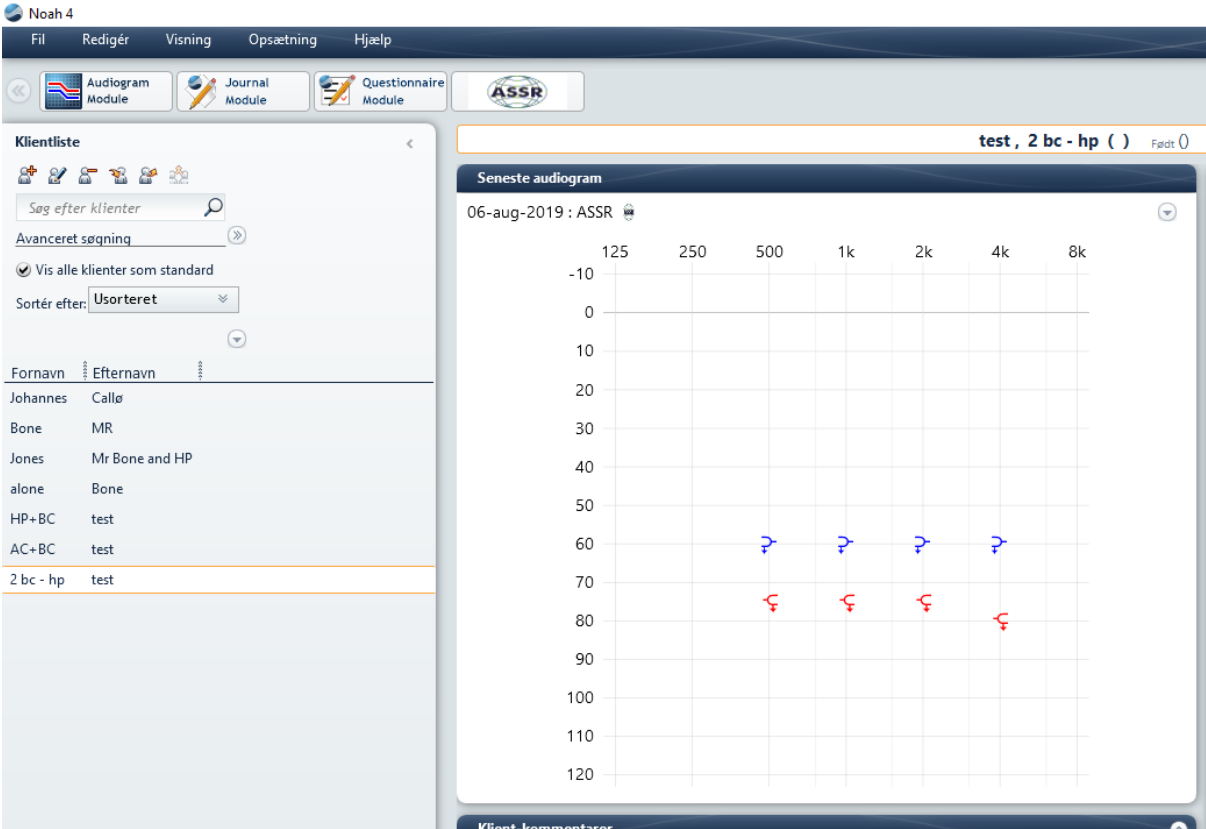 Noah 4
Fil Redigér Visning Opsætning Hjælp
Audiogram Module
Journal Module
Questionnaire Module
ASSR
Klientliste
Søg efter klienter
Avanceret søgning
Vis alle klienter som standard
Sortér efter: Usorteret
Fornavn Efternavn
Johannes Callø
Bone MR
Jones Mr Bone and HP
alone Bone
HP+BC test
AC+BC test
2 bc - hp test
test , 2 bc - hp ( ) Født ()
Seneste audiogram
06-aug-2019 : ASSR
125 250 500 1k 2k 4k 8k
-10
0
10
20
30
40
50
60
70
80
90
100
110
120
Klient-kommentarer